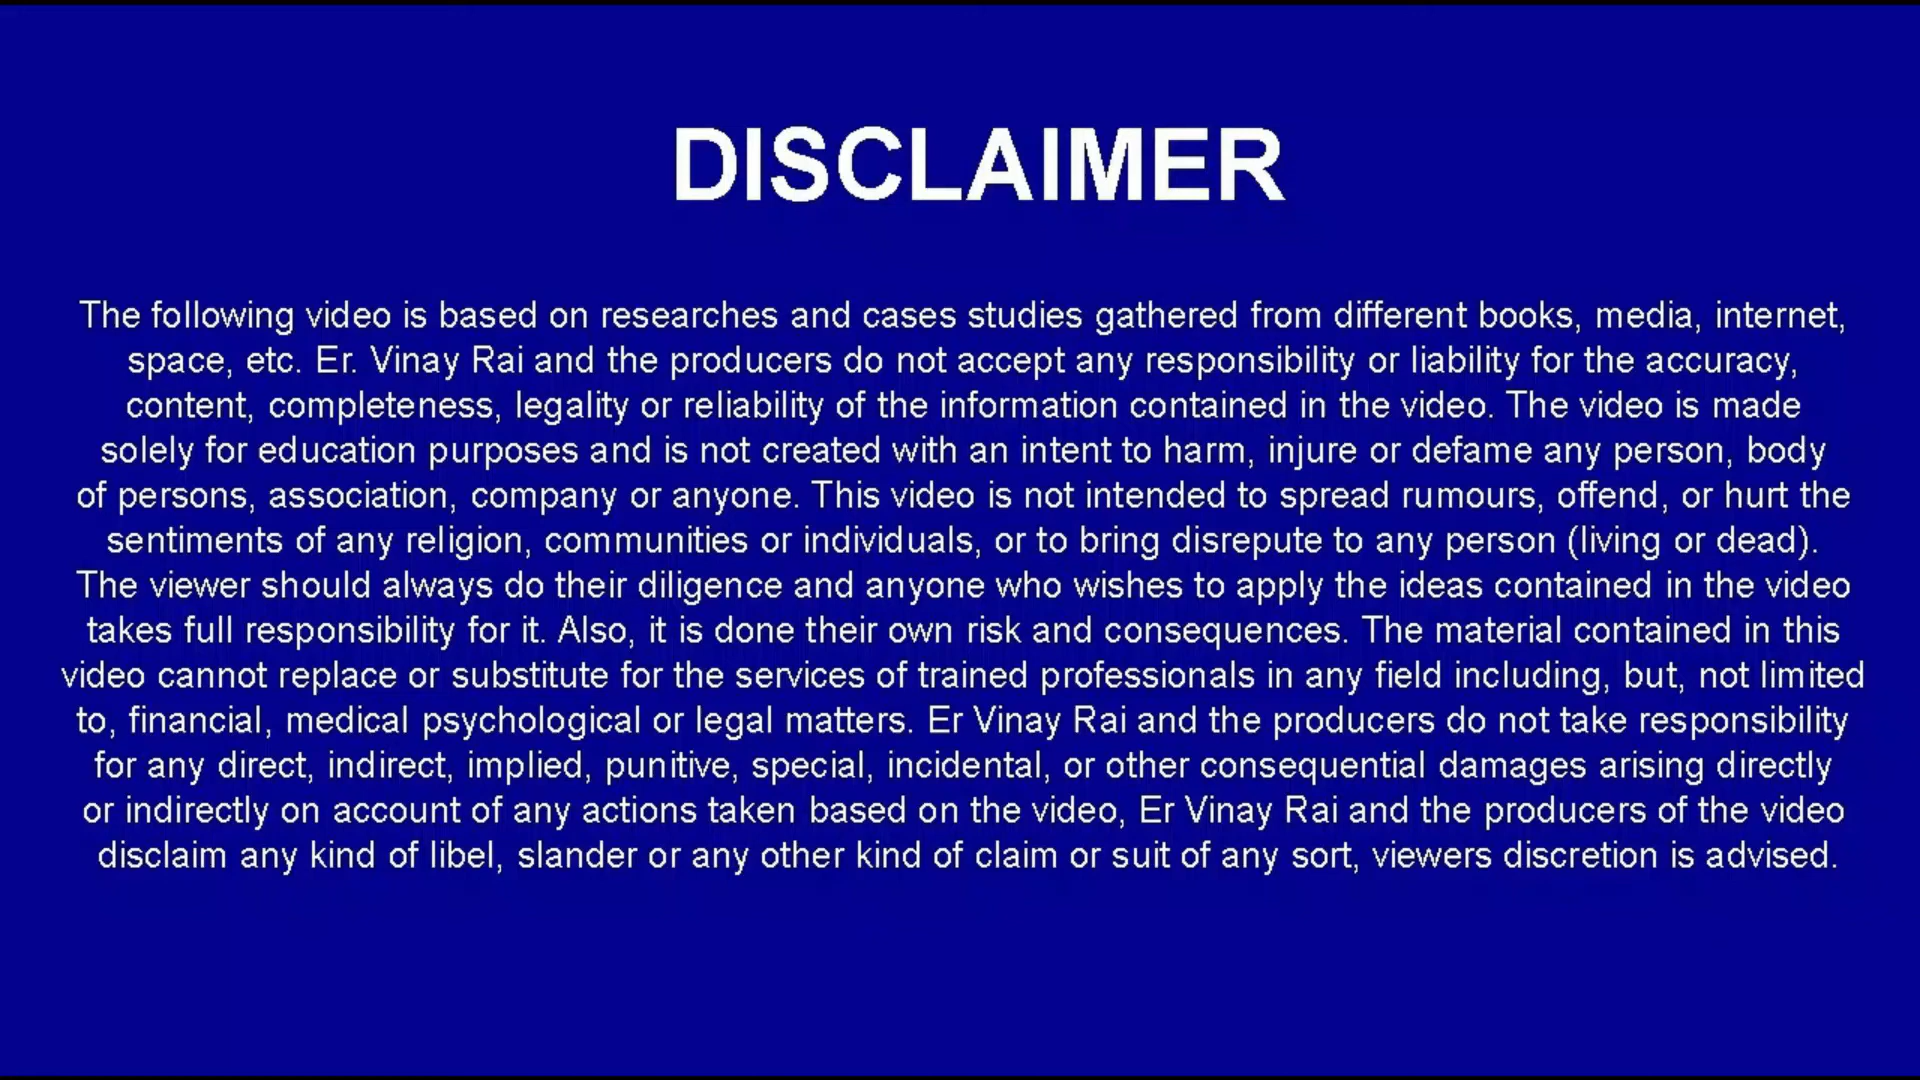 DISCLAIMER
The following video is based on researches and cases studies gathered from different books, media, internet,
space, etc. Er. Vinay Rai and the producers do not accept any responsibility or liability for the accuracy,
content, completeness, legality or reliability of the information contained in the video. The video is made
solely for education purposes and is not created with an intent to harm, injure or defame any person, body
of persons, association, company or anyone. This video is not intended to spread rumours, offend, or hurt the
sentiments of any religion, communities or individuals, or to bring disrepute to any person (living or dead).
The viewer should always do their diligence and anyone who wishes to apply the ideas contained in the video
takes full responsibility for it. Also, it is done their own risk and consequences. The material contained in this
video cannot replace or substitute for the services of trained professionals in any field including, but, not limited
to, financial, medical psychological or legal matters. Er Vinay Rai and the producers do not take responsibility
for any direct, indirect, implied, punitive, special, incidental, or other consequential damages arising directly
or indirectly on account of any actions taken based on the video, Er Vinay Rai and the producers of the video
disclaim any kind of libel, slander or any other kind of claim or suit of any sort, viewers discretion is advised.